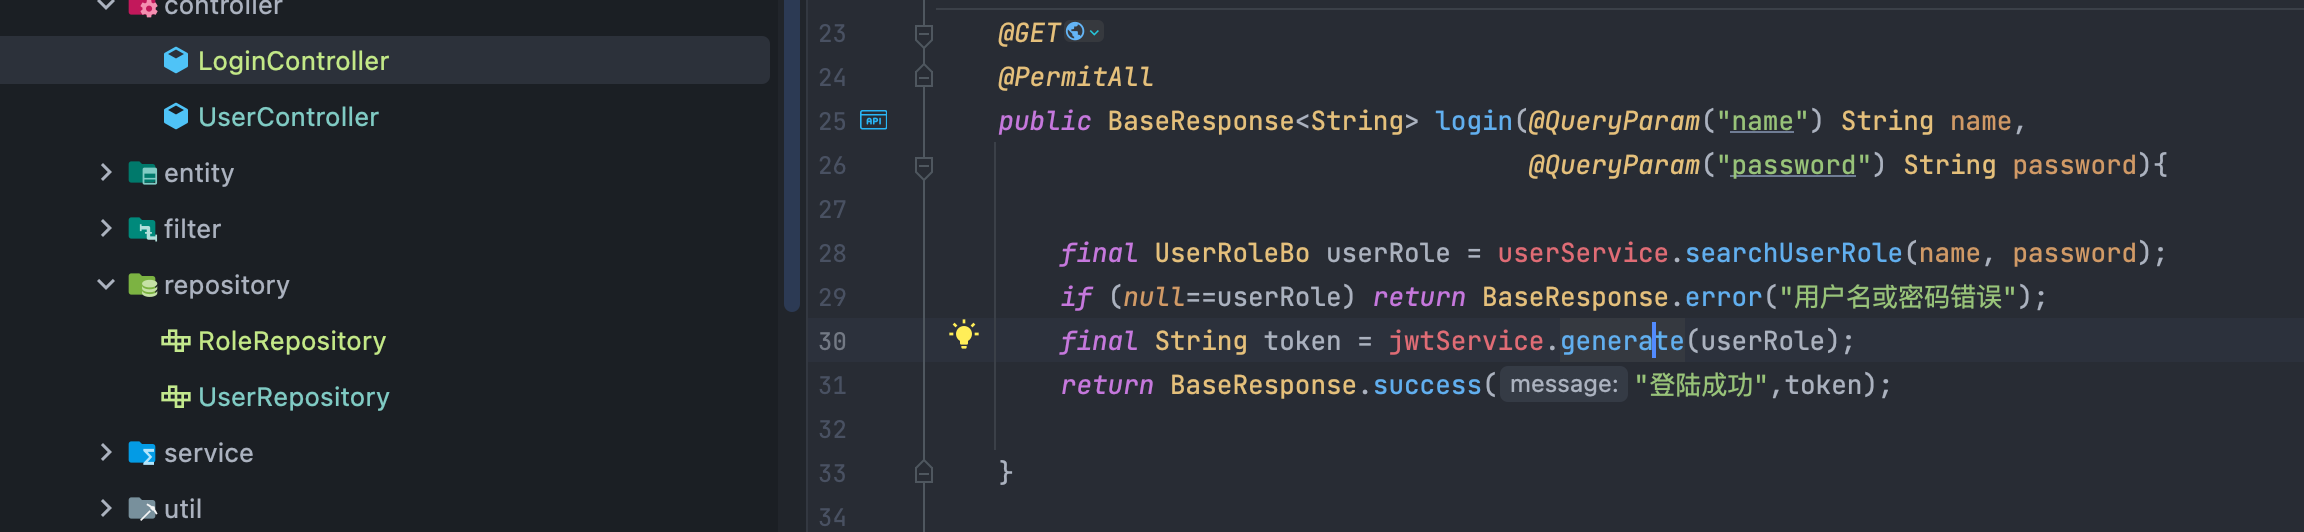 controller
LoginController
UserController
entity
filter
repository
RoleRepository
UserRepository
service
util
23 @GET
24 @PermitAll
25 API public BaseResponse<String> login(@QueryParam("name") String name,
26 @QueryParam("password") String password){
27
28 final UserRoleBo userRole = userService.searchUserRole(name, password);
29 if (null==userRole) return BaseResponse.error("用户名或密码错误");
30 final String token = jwtService.generate(userRole);
31 return BaseResponse.success( message: "登陆成功",token);
32
33 }
34